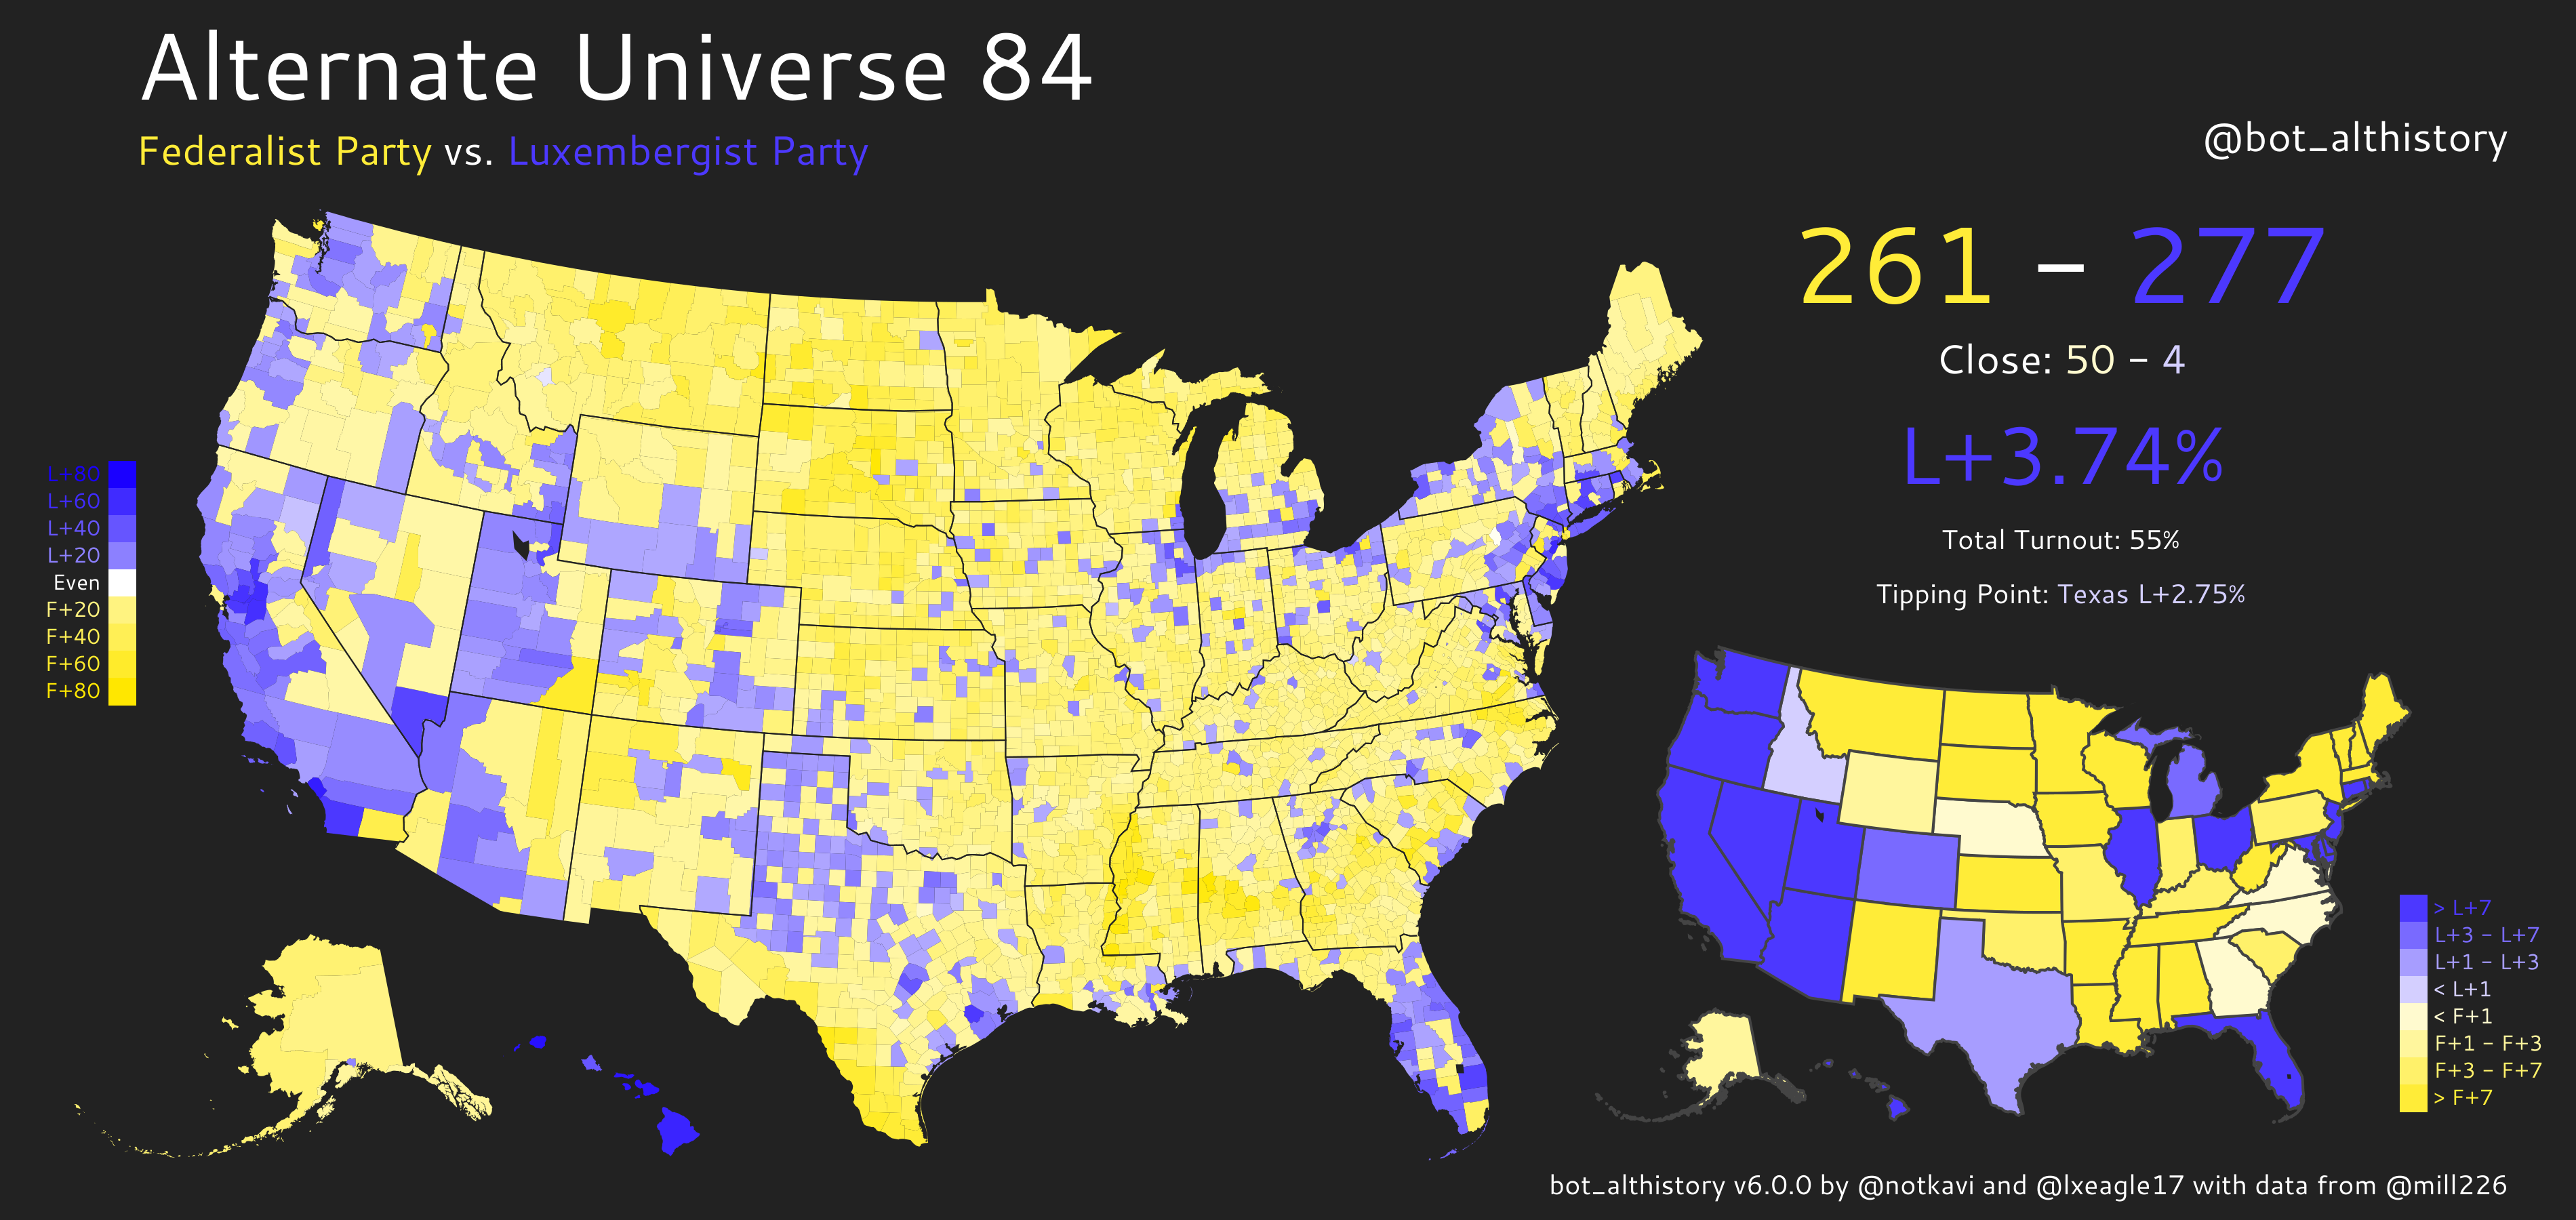 Alternate Universe 84
Federalist Party vs. Luxembergist Party
@bot_althistory
261 – 277
Close: 50 - 4
L+3.74%
Total Turnout: 55%
Tipping Point: Texas L+2.75%
L+80
L+60
L+40
L+20
Even
F+20
F+40
F+60
F+80
> L+7
L+3 - L+7
L+1 - L+3
< L+1
< F+1
F+1 - F+3
F+3 - F+7
> F+7
bot_althistory v6.0.0 by @notkavi and @lxeagle17 with data from @mill226